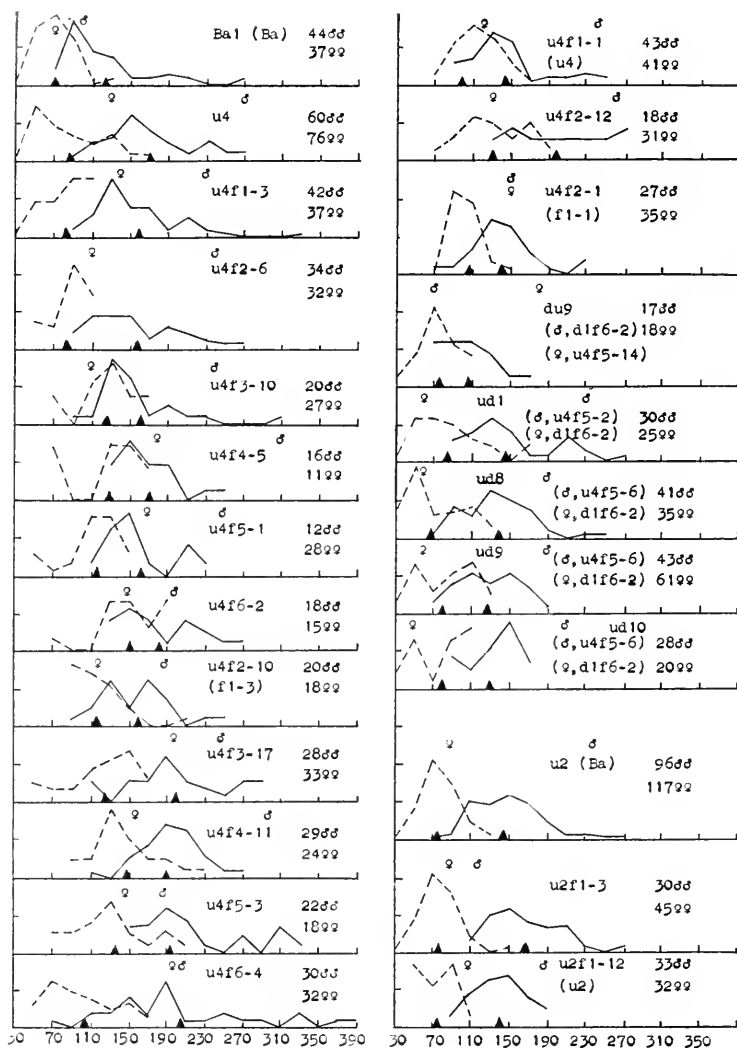 ♀ ♂
Ba1 (Ba) 44♂♂
37♀♀
♀ ♂
u4 60♂♂
76♀♀
♀ ♂
u4f1-3 42♂♂
37♀♀
♀ ♂
u4f2-6 34♂♂
32♀♀
♀ ♂
u4f3-10 20♂♂
27♀♀
♀ ♂
u4f4-5 16♂♂
11♀♀
♀ ♂
u4f5-1 12♂♂
28♀♀
♀ ♂
u4f6-2 18♂♂
15♀♀
♀ ♂
u4f2-10 20♂♂
(f1-3) 18♀♀
♀ ♂
u4f3-17 28♂♂
33♀♀
♀ ♂
u4f4-11 29♂♂
24♀♀
♀ ♂
u4f5-3 22♂♂
18♀♀
♀♂
u4f6-4 30♂♂
32♀♀
30 70 110 150 190 230 270 310 350 390
♀ ♂
u4f1-1 43♂♂
(u4) 41♀♀
♀ ♂
u4f2-12 18♂♂
31♀♀
♂
♀
u4f2-1 27♂♂
(f1-1) 35♀♀
♂ ♀
du9 17♂♂
(♂,d1f6-2)18♀♀
(♀,u4f5-14)
♀ ♂
ud1
(♂,u4f5-2) 30♂♂
(♀,d1f6-2) 25♀♀
♀
ud8 (♂,u4f5-6) 41♂♂
(♀,d1f6-2) 35♀♀
♀ ♂
ud9 (♂,u4f5-6) 43♂♂
(♀,d1f6-2) 61♀♀
♀ ♂
ud10
(♂,u4f5-6) 28♂♂
(♀,d1f6-2) 20♀♀
♀ ♂
u2 (Ba) 96♂♂
117♀♀
♀ ♂
u2f1-3 30♂♂
45♀♀
♀ ♂
u2f1-12 33♂♂
(u2) 32♀♀
30 70 110 150 190 230 270 310 350 390